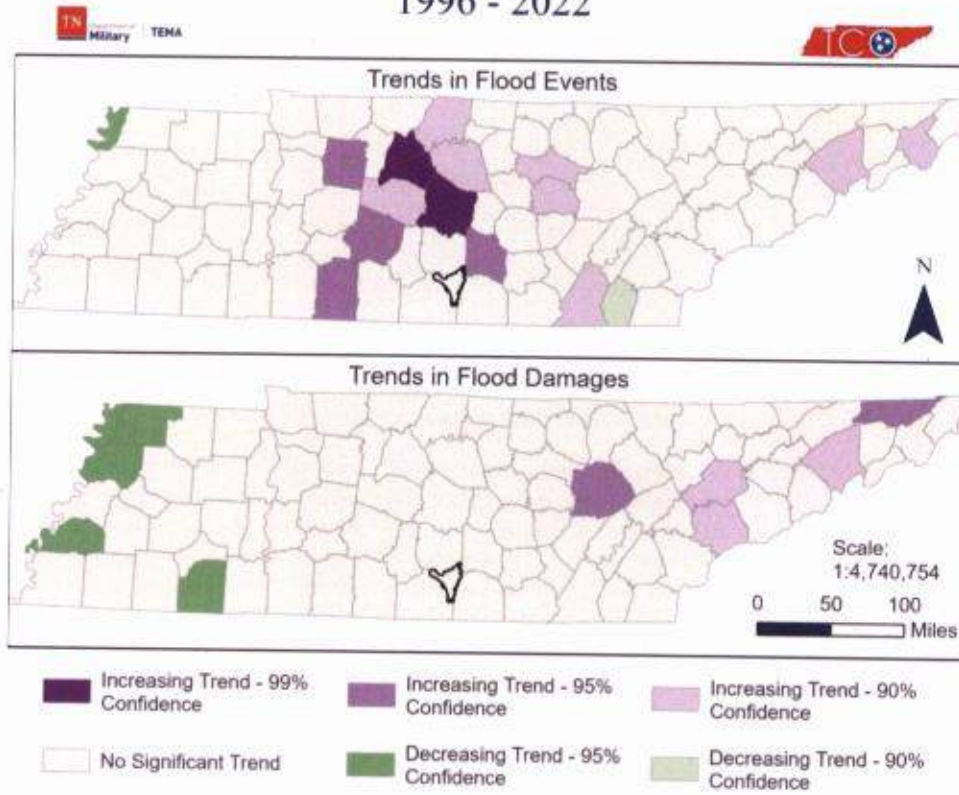 1996 - 2022
TN
Military
TEMA
TC
Trends in Flood Events
N
Trends in Flood Damages
Scale:
1:4,740,754
0 50 100
Miles
Increasing Trend - 99%
Confidence
Increasing Trend - 95%
Confidence
Increasing Trend - 90%
Confidence
No Significant Trend
Decreasing Trend - 95%
Confidence
Decreasing Trend - 90%
Confidence